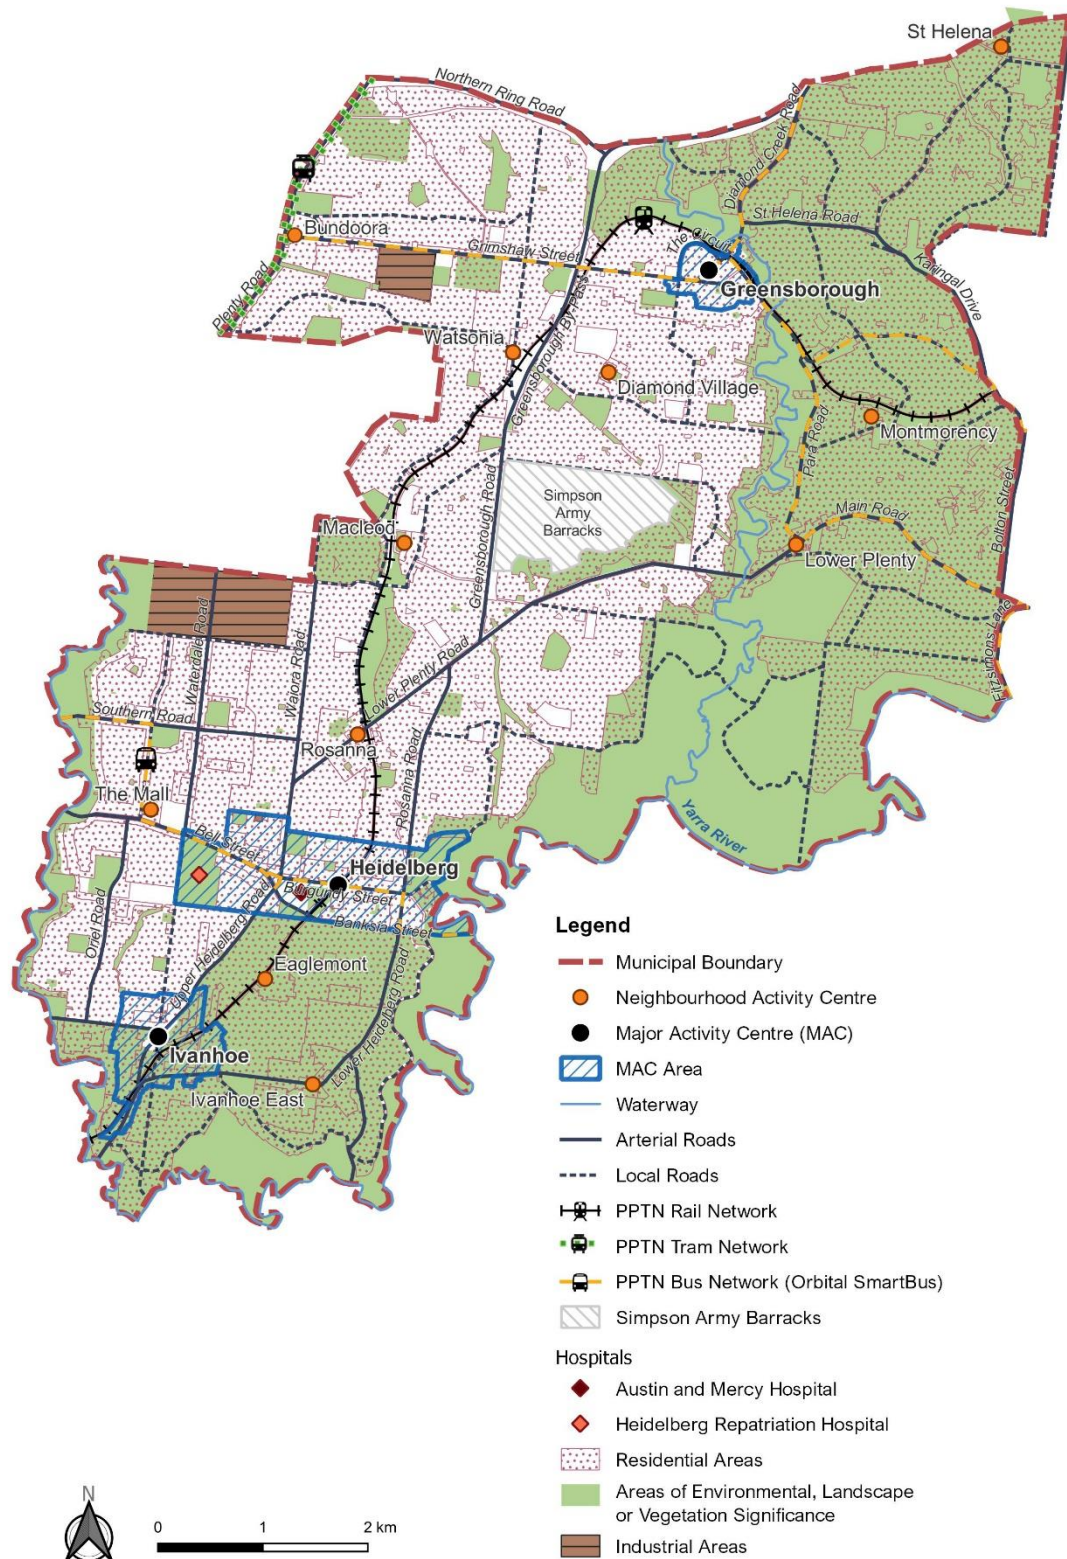 St Helena
Northern Ring Road
Diamond Creek Road
St Helena Road
Bundoora
Grimshaw Street
The Circuit
Karingal Drive
Greensborough
Plenty Road
Watsonia
Greensborough By Pass
Diamond Village
Montmorency
Para Road
Simpson
Army
Barracks
Greensborough Road
Main Road
Bolton Street
Macleod
Lower Plenty
Waterdale Road
Waiora Road
Lower Plenty Road
Fitzsimons Lane
Southern Road
Rosanna
Rosanna Road
The Mall
Yarra River
Bell Street
Heidelberg
Burgundy Street
Banksia Street
Oriel Road
Upper Heidelberg Road
Eaglemont
Lower Heidelberg Road
Ivanhoe
Ivanhoe East
Legend
Municipal Boundary
Neighbourhood Activity Centre
Major Activity Centre (MAC)
MAC Area
Waterway
Arterial Roads
Local Roads
PPTN Rail Network
PPTN Tram Network
PPTN Bus Network (Orbital SmartBus)
Simpson Army Barracks
Hospitals
Austin and Mercy Hospital
Heidelberg Repatriation Hospital
Residential Areas
Areas of Environmental, Landscape
or Vegetation Significance
Industrial Areas
N
0 1 2 km